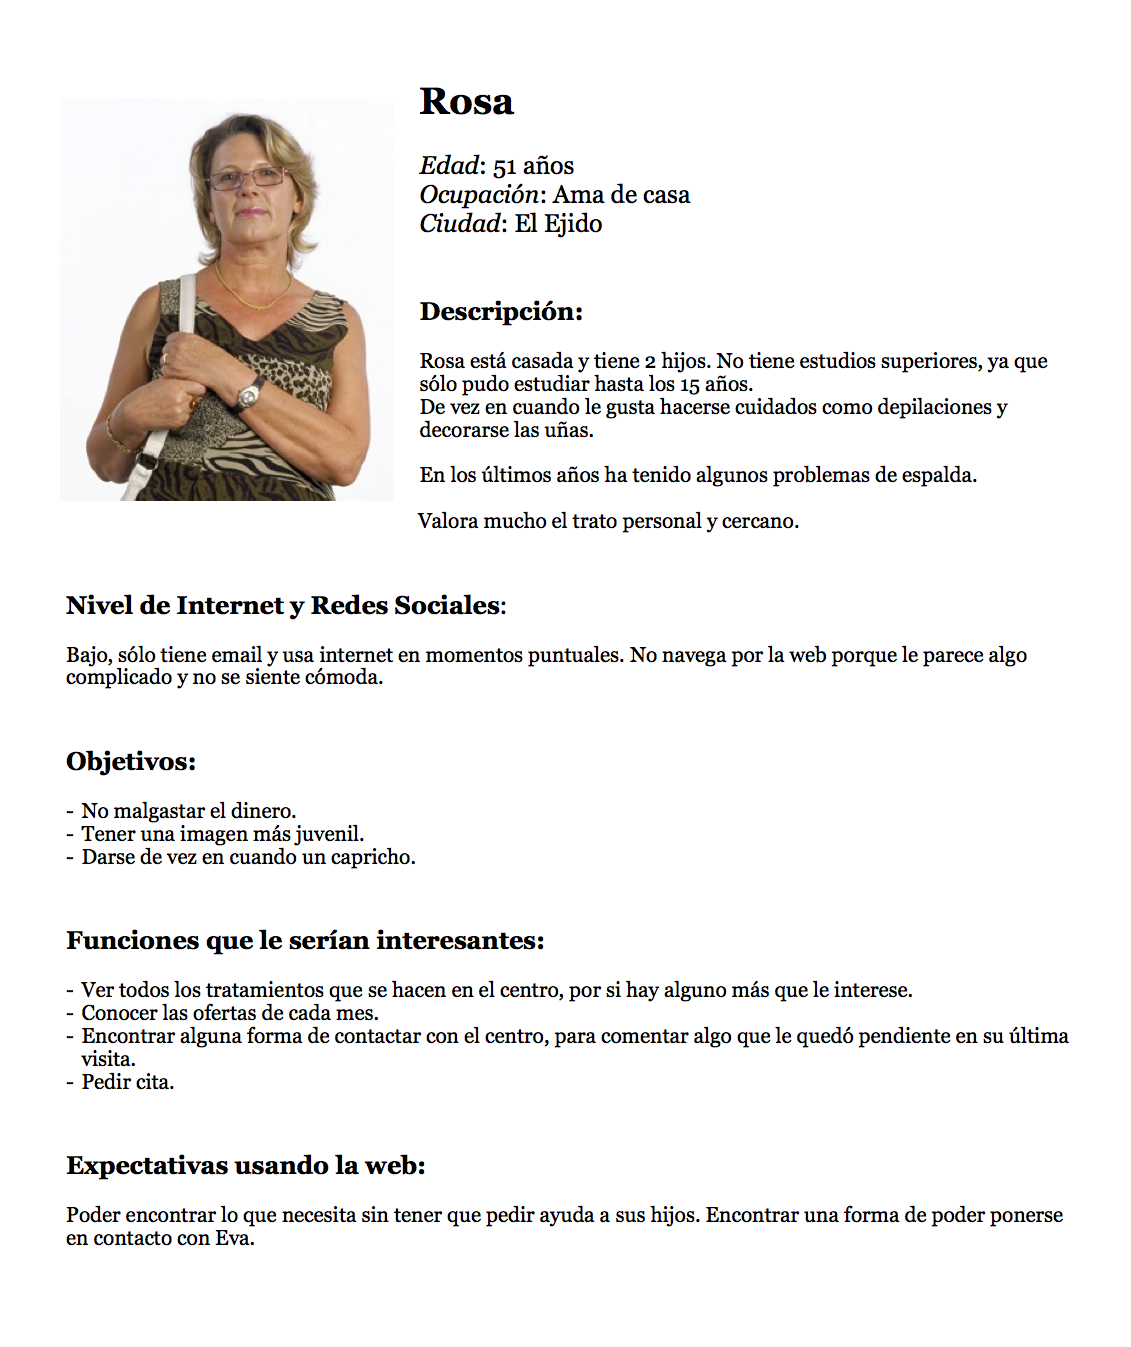 Rosa
Edad: 51 años
Ocupación: Ama de casa
Ciudad: El Ejido
Descripción:
Rosa está casada y tiene 2 hijos. No tiene estudios superiores, ya que
sólo pudo estudiar hasta los 15 años.
De vez en cuando le gusta hacerse cuidados como depilaciones y
decorarse las uñas.
En los últimos años ha tenido algunos problemas de espalda.
Valora mucho el trato personal y cercano.
Nivel de Internet y Redes Sociales:
Bajo, sólo tiene email y usa internet en momentos puntuales. No navega por la web porque le parece algo
complicado y no se siente cómoda.
Objetivos:
- No malgastar el dinero.
- Tener una imagen más juvenil.
- Darse de vez en cuando un capricho.
Funciones que le serían interesantes:
- Ver todos los tratamientos que se hacen en el centro, por si hay alguno más que le interese.
- Conocer las ofertas de cada mes.
- Encontrar alguna forma de contactar con el centro, para comentar algo que le quedó pendiente en su última
visita.
- Pedir cita.
Expectativas usando la web:
Poder encontrar lo que necesita sin tener que pedir ayuda a sus hijos. Encontrar una forma de poder ponerse
en contacto con Eva.